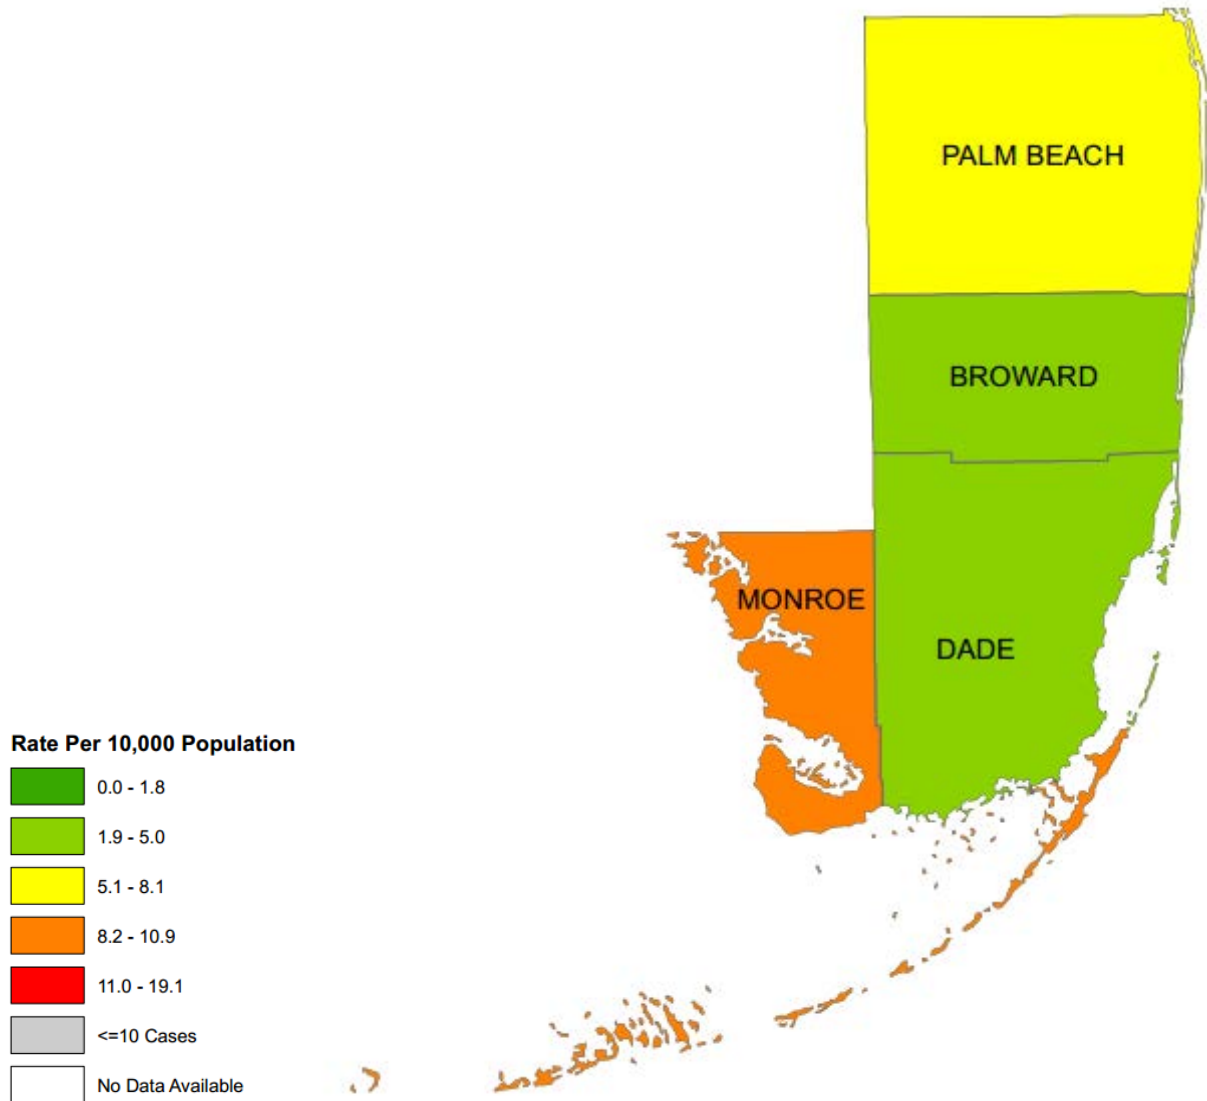 PALM BEACH
BROWARD
MONROE
DADE
Rate Per 10,000 Population
0.0 - 1.8
1.9 - 5.0
5.1 - 8.1
8.2 - 10.9
11.0 - 19.1
<=10 Cases
No Data Available